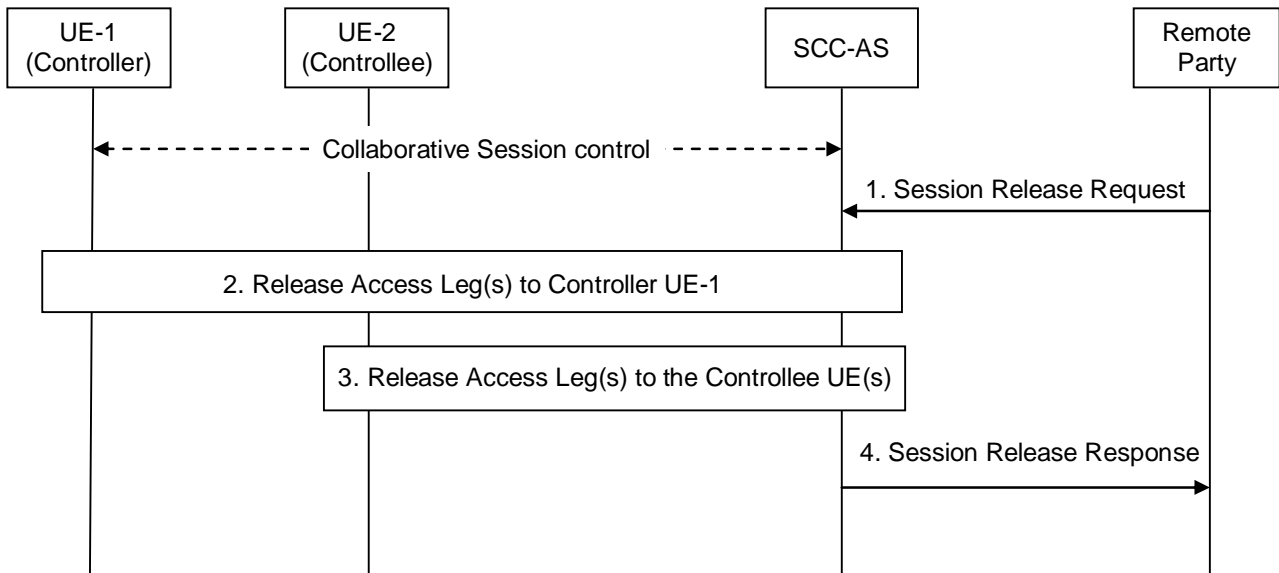 UE-1
(Controller)
UE-2
(Controllee)
SCC-AS
Remote
Party
Collaborative Session control
1. Session Release Request
2. Release Access Leg(s) to Controller UE-1
3. Release Access Leg(s) to the Controllee UE(s)
4. Session Release Response